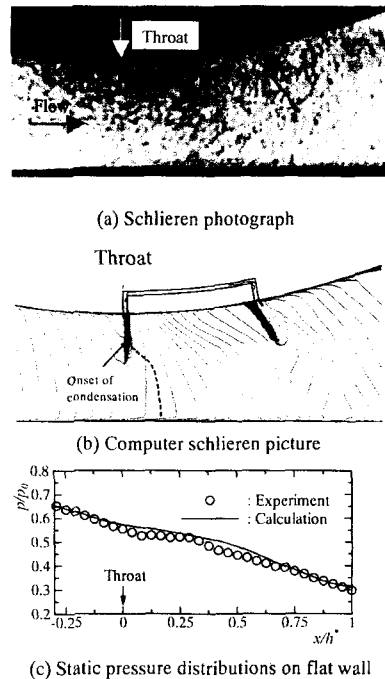 Throat
Flow
(a) Schlieren photograph
Throat
Onset of
condensation
(b) Computer schlieren picture
p/p0
0.8
0.7
0.6
0.5
0.4
0.3
0.2
○ : Experiment
— : Calculation
Throat
-0.25 0 0.25 0.5 0.75 1
x/h*
(c) Static pressure distributions on flat wall